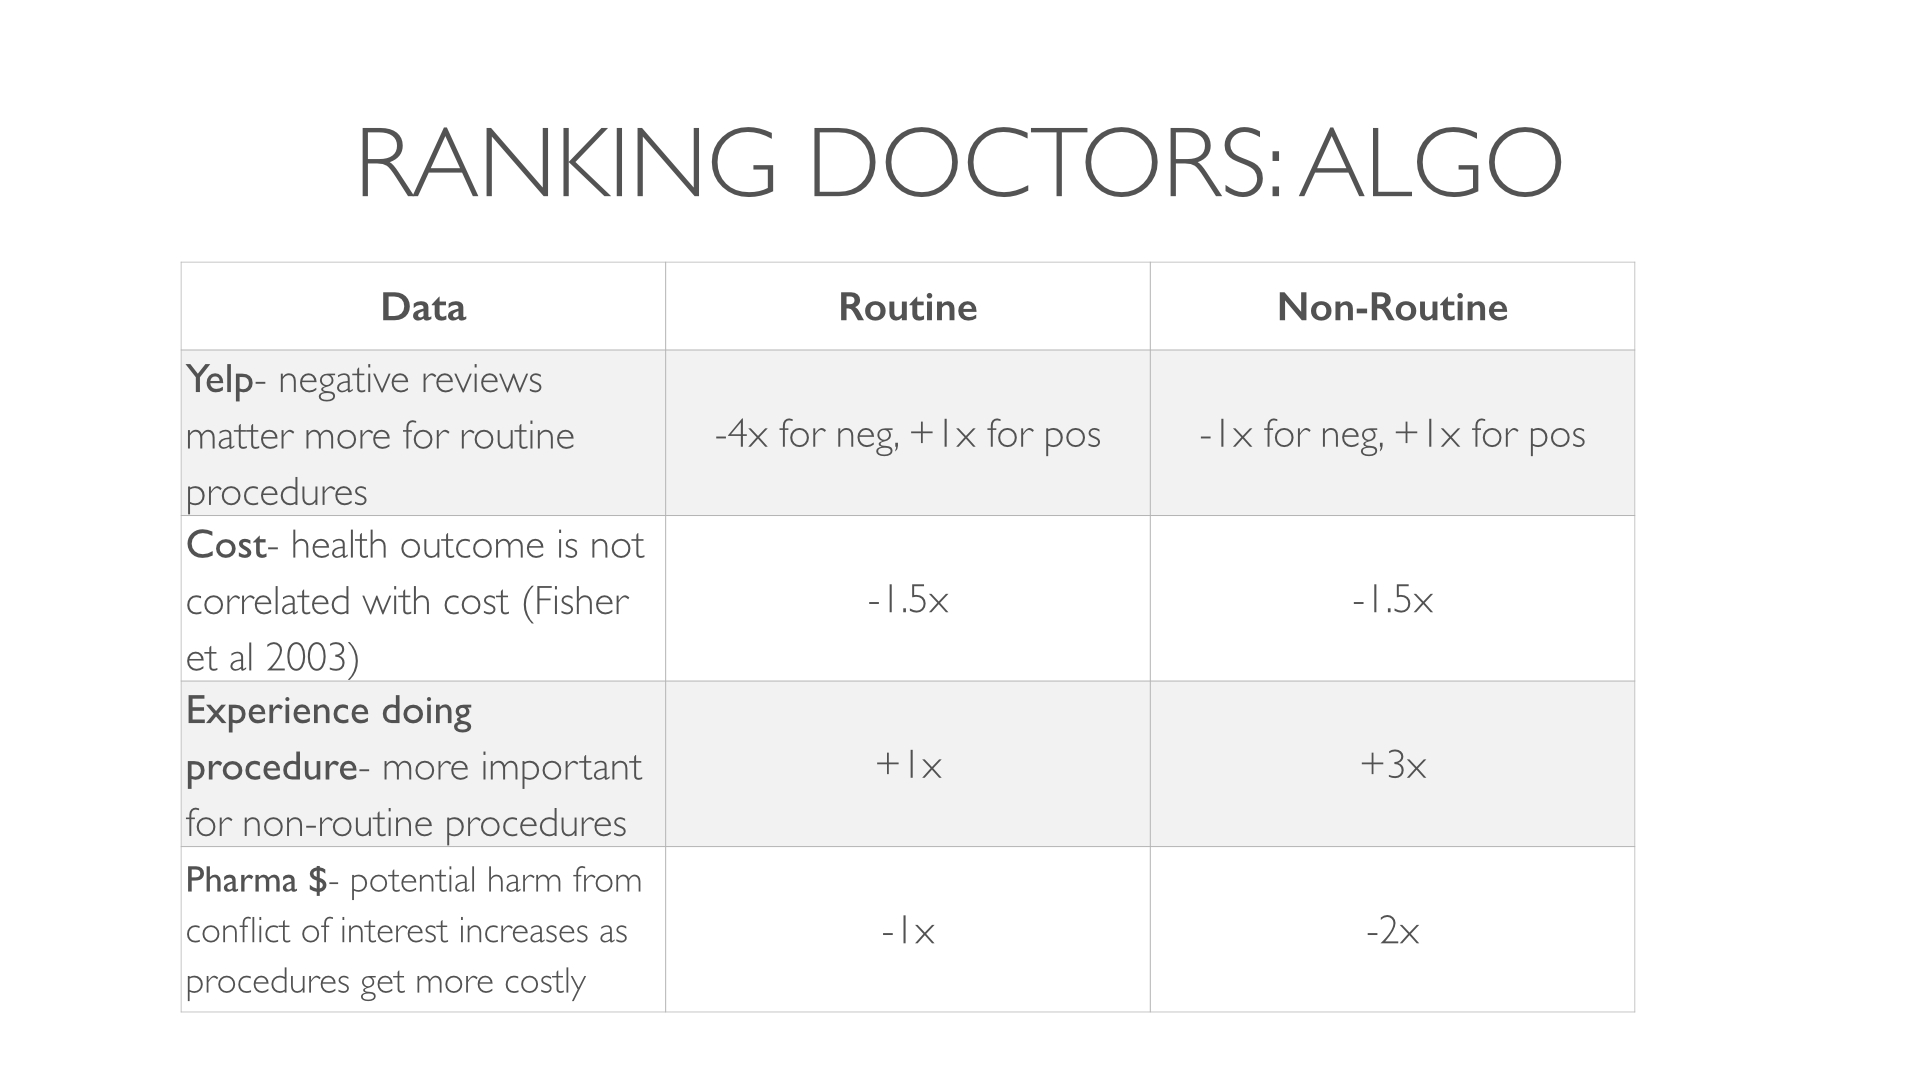 RANKING DOCTORS: ALGO
Data Routine Non-Routine
Yelp- negative reviews
matter more for routine
procedures
-4x for neg, +1x for pos
-1x for neg, +1x for pos
Cost- health outcome is not
correlated with cost (Fisher
et al 2003)
-1.5x
-1.5x
Experience doing
procedure- more important
for non-routine procedures
+1x
+3x
Pharma $- potential harm from
conflict of interest increases as
procedures get more costly
-1x
-2x